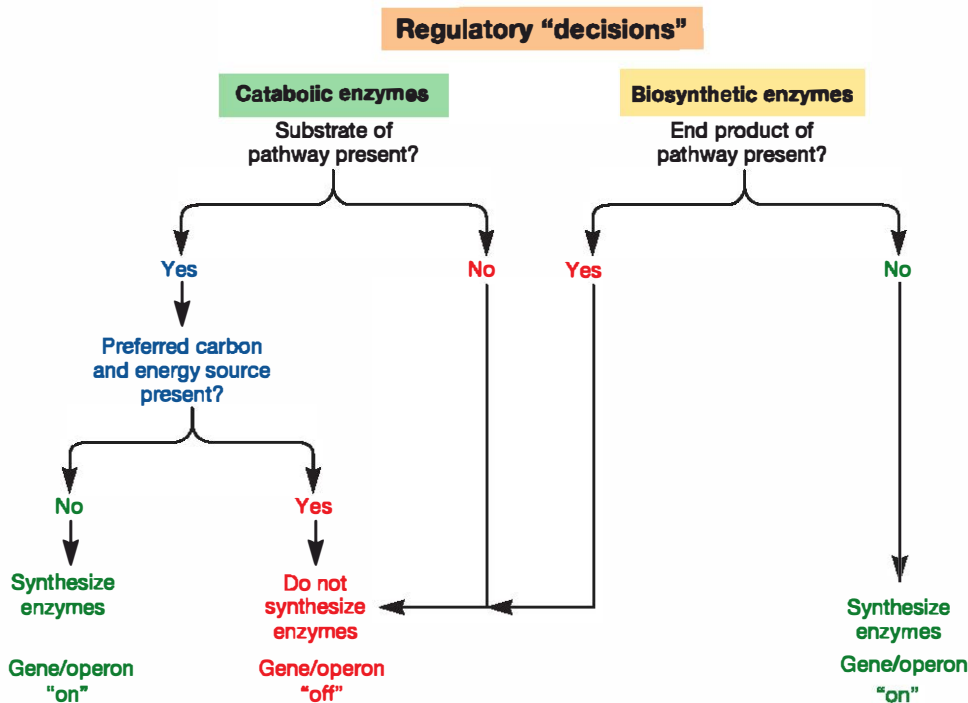 Regulatory “decisions”
Catabolic enzymes
Biosynthetic enzymes
Substrate of
pathway present?
End product of
pathway present?
Yes
No
Yes
No
Preferred carbon
and energy source
present?
No
Yes
Synthesize
enzymes
Do not
synthesize
enzymes
Synthesize
enzymes
Gene/operon
“on”
Gene/operon
“off”
Gene/operon
“on”